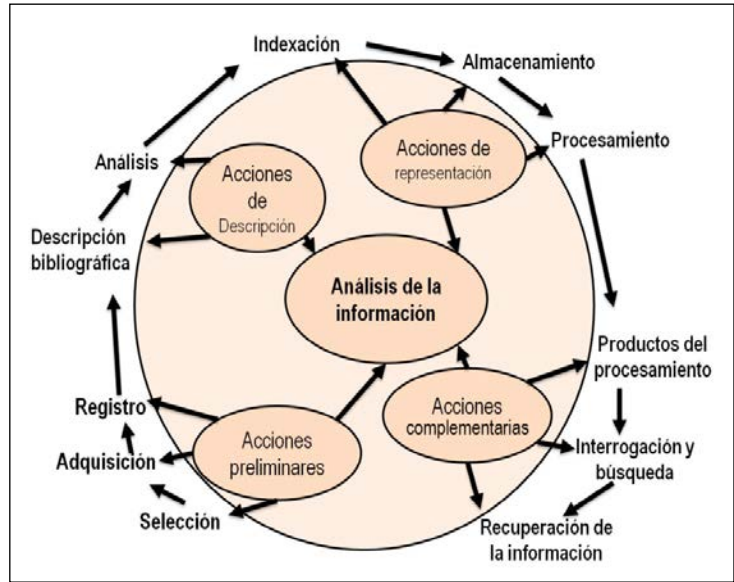 Indexación
Almacenamiento
Procesamiento
Análisis
Acciones
de
Descripción
Acciones de
representación
Descripción
bibliográfica
Análisis de la
información
Productos del
procesamiento
Registro
Acciones
preliminares
Acciones
complementarias
Adquisición
Interrogación y
búsqueda
Selección
Recuperación de
la información